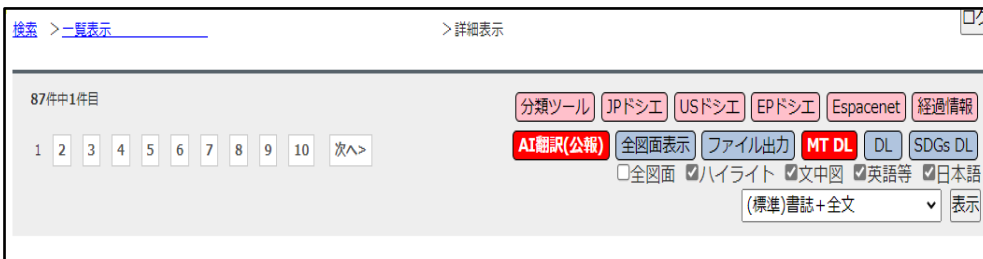 検索 ＞一覧表示 ＞詳細表示
87件中1件目
分類ツール JPドシエ USドシエ EPドシエ Espacenet 経過情報
1 2 3 4 5 6 7 8 9 10 次へ>
AI翻訳(公報) 全図面表示 ファイル出力 MT DL DL SDGs DL
全図面 ハイライト 文中図 英語等 日本語
(標準)書誌+全文 表示